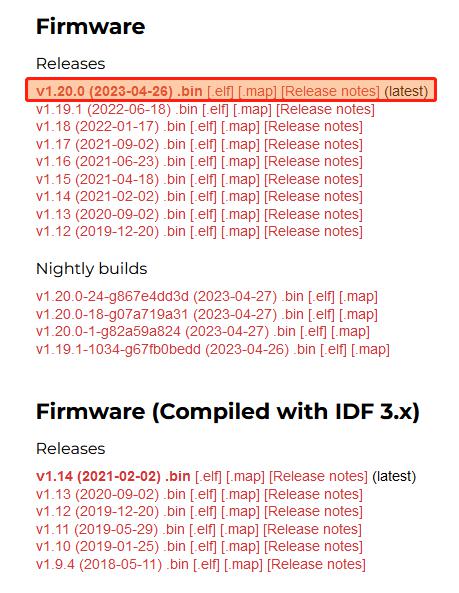 Firmware
Releases
v1.20.0 (2023-04-26) .bin [.elf] [.map] [Release notes] (latest)
v1.19.1 (2022-06-18) .bin [.elf] [.map] [Release notes]
v1.18 (2022-01-17) .bin [.elf] [.map] [Release notes]
v1.17 (2021-09-02) .bin [.elf] [.map] [Release notes]
v1.16 (2021-06-23) .bin [.elf] [.map] [Release notes]
v1.15 (2021-04-18) .bin [.elf] [.map] [Release notes]
v1.14 (2021-02-02) .bin [.elf] [.map] [Release notes]
v1.13 (2020-09-02) .bin [.elf] [.map] [Release notes]
v1.12 (2019-12-20) .bin [.elf] [.map] [Release notes]
Nightly builds
v1.20.0-24-g867e4dd3d (2023-04-27) .bin [.elf] [.map]
v1.20.0-18-g07a719a31 (2023-04-27) .bin [.elf] [.map]
v1.20.0-1-g82a59a824 (2023-04-27) .bin [.elf] [.map]
v1.19.1-1034-g67fb0bedd (2023-04-26) .bin [.elf] [.map]
Firmware (Compiled with IDF 3.x)
Releases
v1.14 (2021-02-02) .bin [.elf] [.map] [Release notes] (latest)
v1.13 (2020-09-02) .bin [.elf] [.map] [Release notes]
v1.12 (2019-12-20) .bin [.elf] [.map] [Release notes]
v1.11 (2019-05-29) .bin [.elf] [.map] [Release notes]
v1.10 (2019-01-25) .bin [.elf] [.map] [Release notes]
v1.9.4 (2018-05-11) .bin [.elf] [.map] [Release notes]